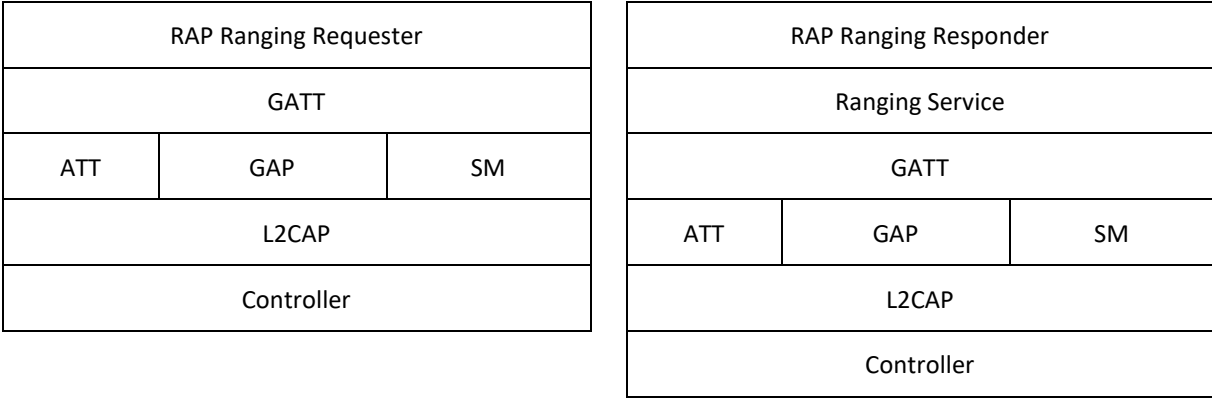 RAP Ranging Requester
GATT
ATT GAP SM
L2CAP
Controller
RAP Ranging Responder
Ranging Service
GATT
ATT GAP SM
L2CAP
Controller